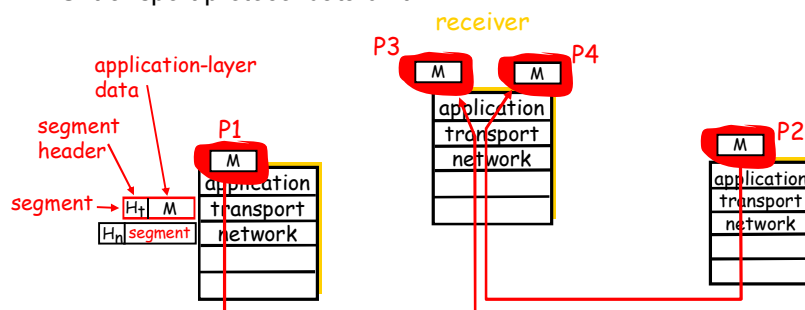 receiver
P3
P4
M
M
application-layer
data
segment
header
P1
P2
M
M
application
transport
network
segment
Ht M
Hn segment
application
transport
network
application
transport
network